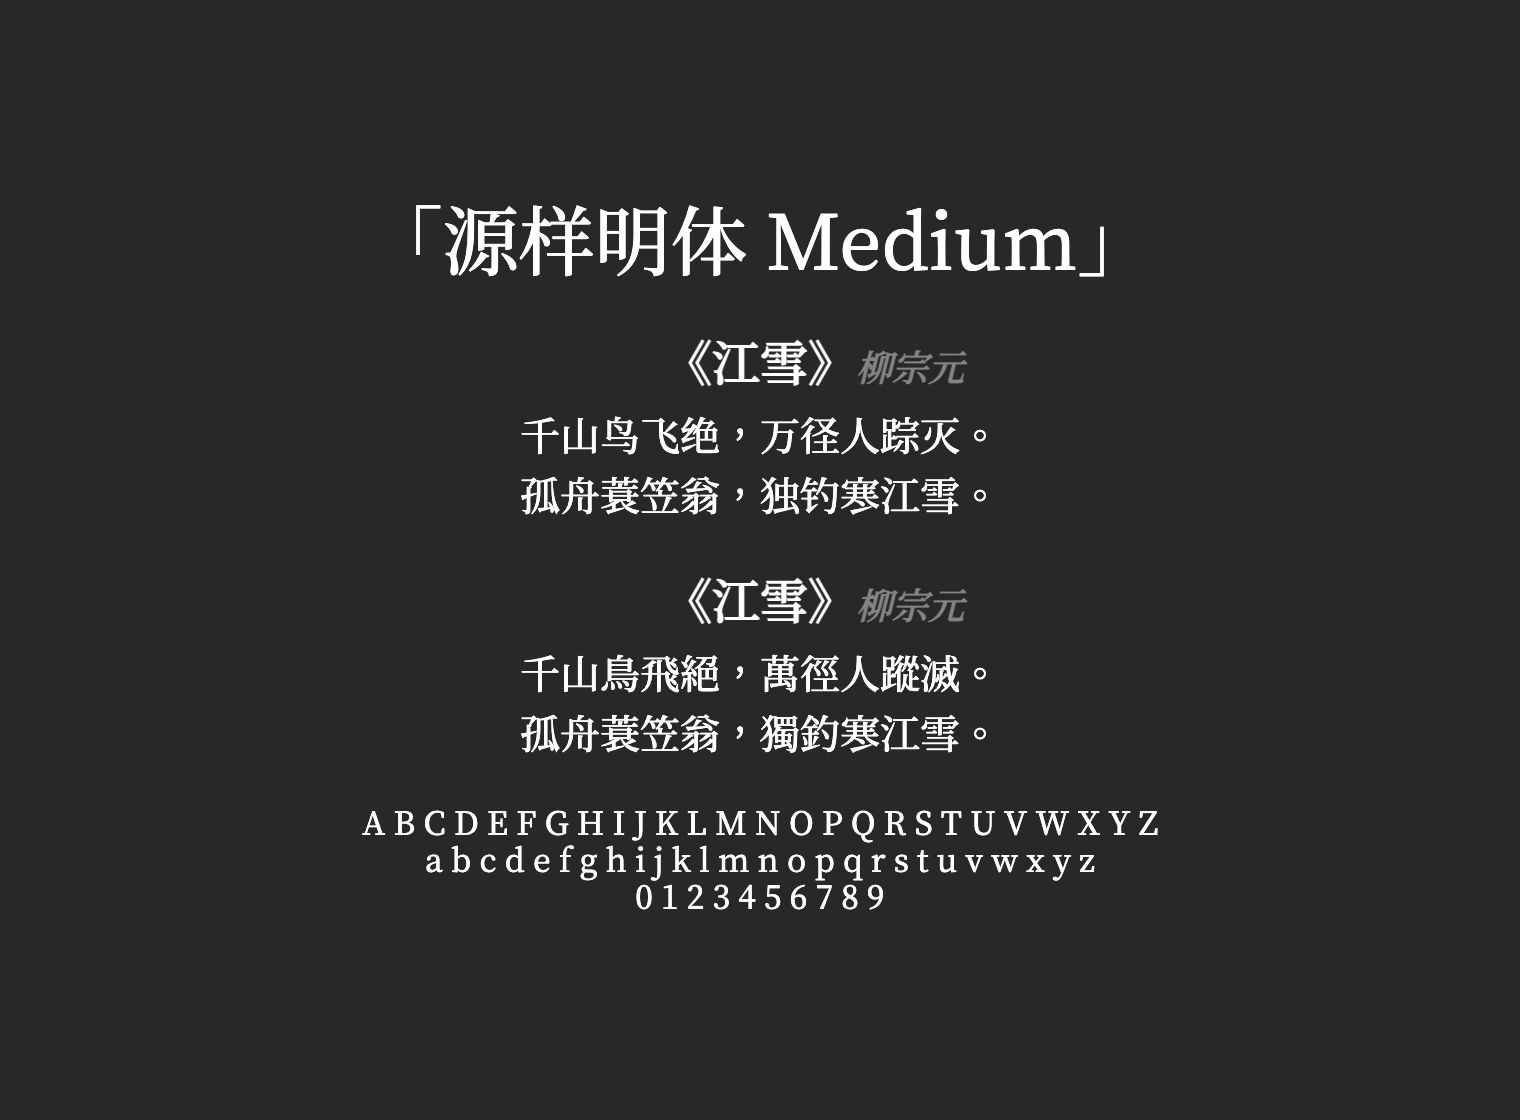 「源样明体 Medium」
《江雪》 柳宗元
千山鸟飞绝，万径人踪灭。
孤舟蓑笠翁，独钓寒江雪。
《江雪》 柳宗元
千山鳥飛絕，萬徑人蹤滅。
孤舟蓑笠翁，獨釣寒江雪。
A B C D E F G H I J K L M N O P Q R S T U V W X Y Z
a b c d e f g h i j k l m n o p q r s t u v w x y z
0 1 2 3 4 5 6 7 8 9